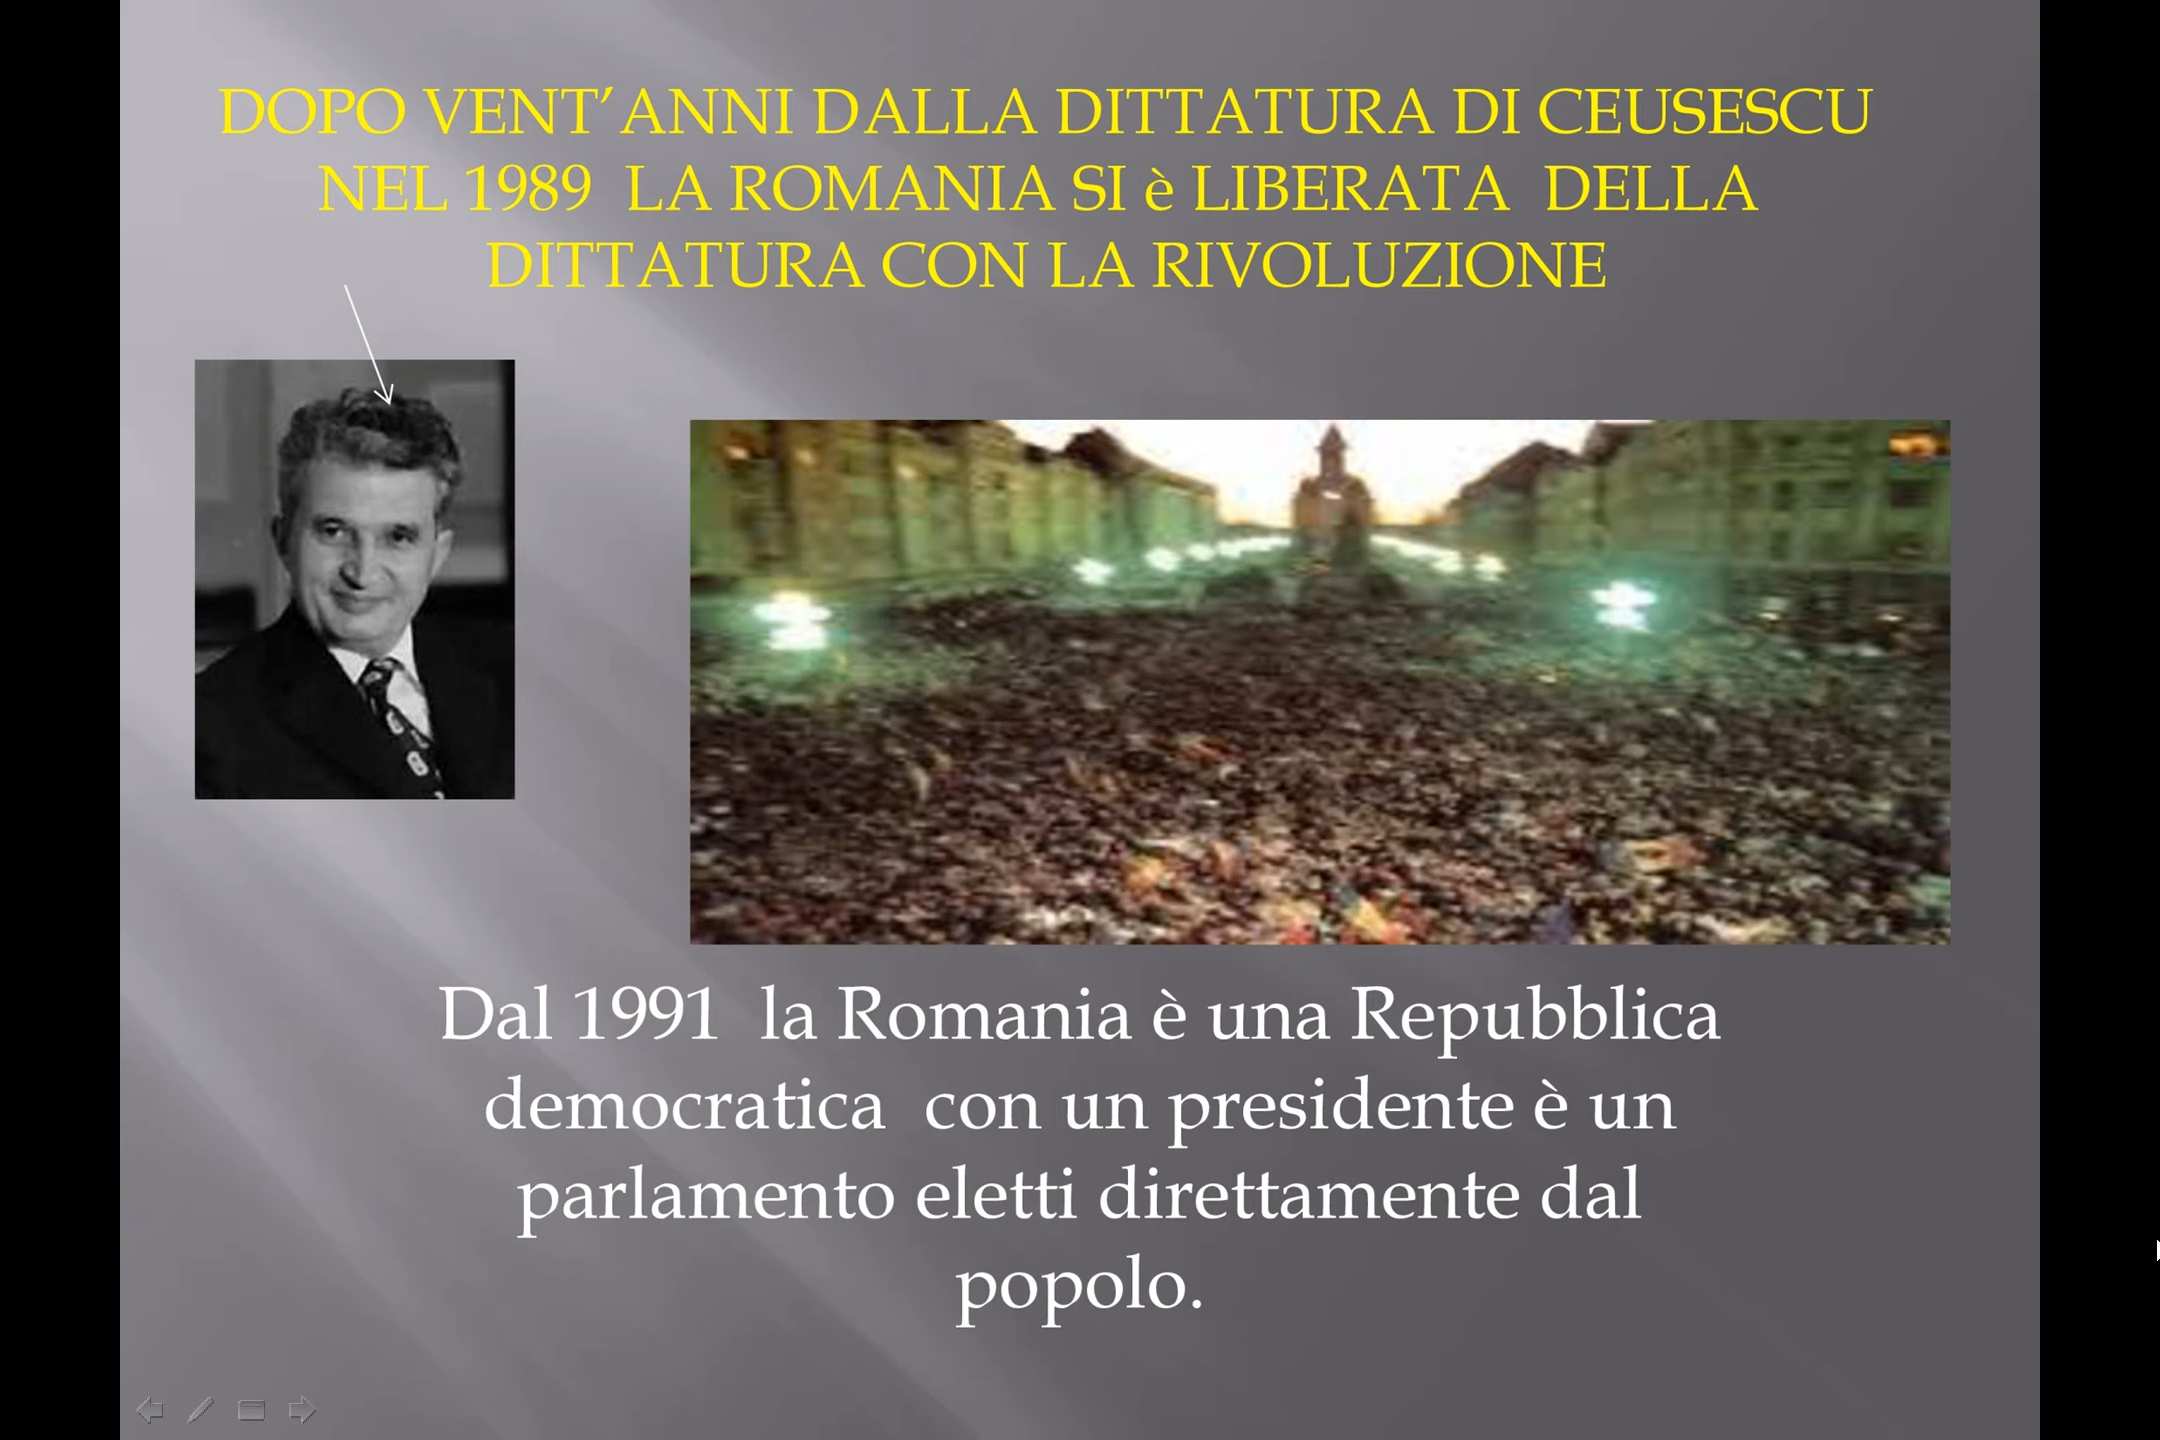 DOPO VENT’ANNI DALLA DITTATURA DI CEUSESCU
NEL 1989 LA ROMANIA SI è LIBERATA DELLA
DITTATURA CON LA RIVOLUZIONE
Dal 1991 la Romania è una Repubblica
democratica con un presidente è un
parlamento eletti direttamente dal
popolo.